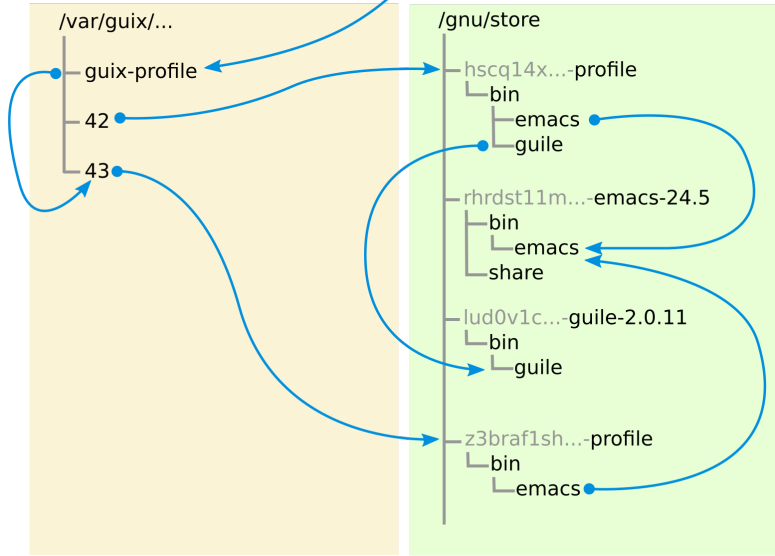 /var/guix/...
guix-profile
42
43
/gnu/store
hscq14x...-profile
bin
emacs
guile
rhrdst11m...-emacs-24.5
bin
emacs
share
lud0v1c...-guile-2.0.11
bin
guile
z3braf1sh...-profile
bin
emacs